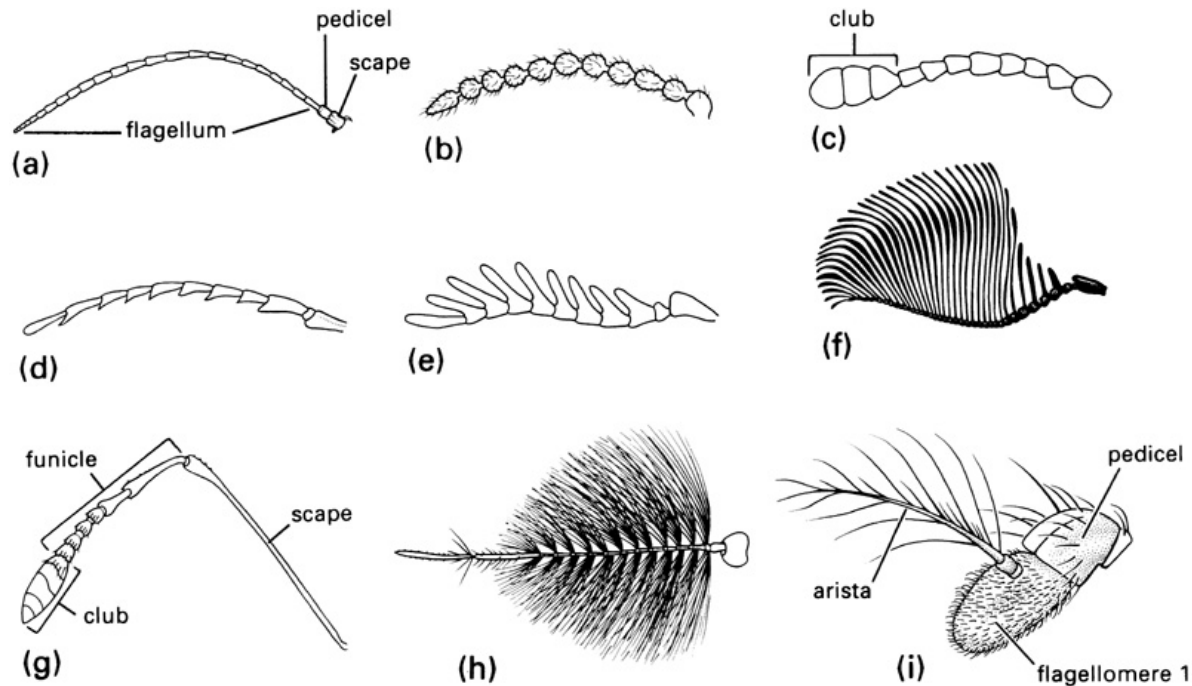 pedicel
scape
flagellum
(a)
(b)
club
(c)
(d)
(e)
(f)
funicle
scape
club
(g)
(h)
pedicel
arista
flagellomere 1
(i)